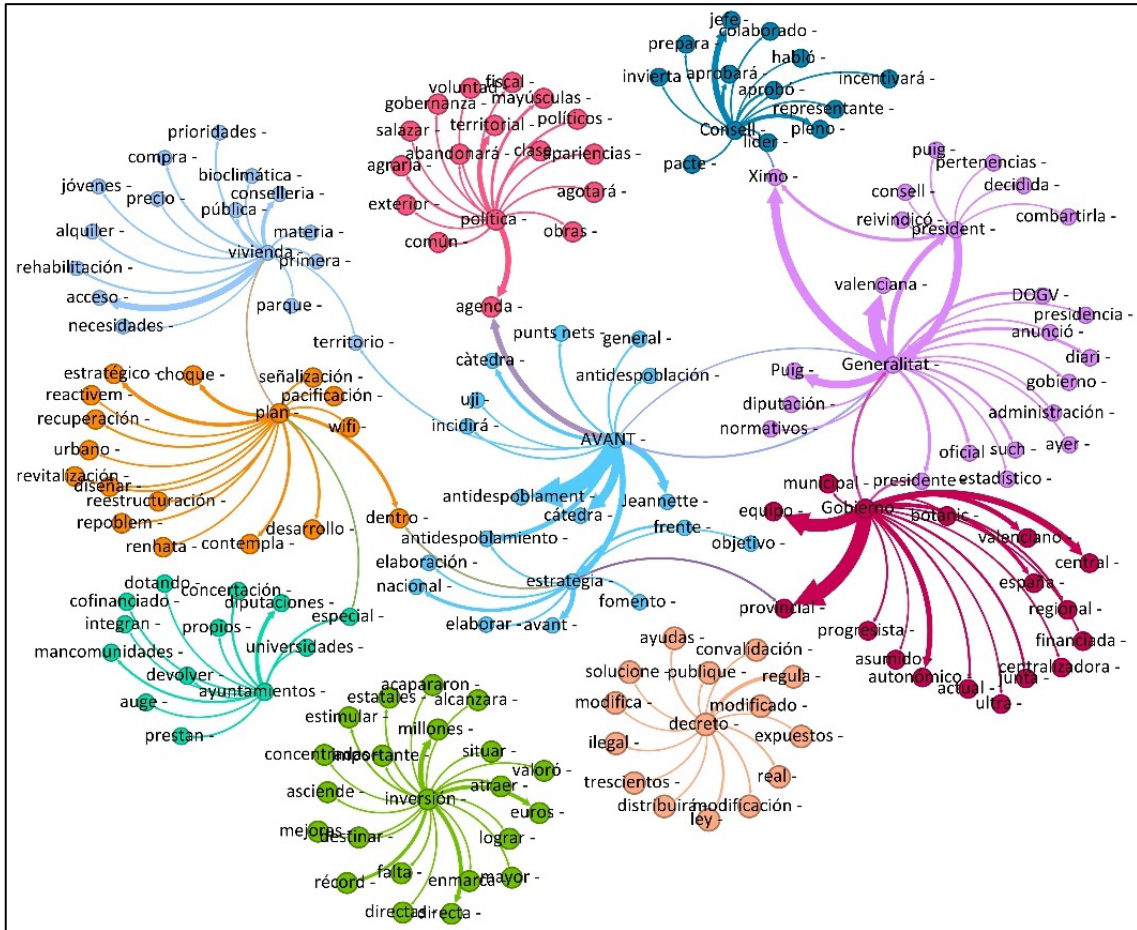 jefe -
colaborado -
prepara -
habló -
invierta
aprobará -
incentivará -
aprobó -
representante -
Consell -
pleno -
líder -
pacte -
Ximo -
fiscal -
voluntad -
mayúsculas -
gobernanza -
territorial -
políticos -
salazar -
abandonará -
clase -
apariencias -
agraria -
agotará -
exterior -
política -
común -
obras -
agenda -
prioridades -
compra -
bioclimática -
conselleria -
jóvenes -
precio -
pública -
alquiler -
materia -
vivienda -
primera -
rehabilitación -
acceso -
parque -
necesidades -
territorio -
puig -
pertenencias -
consell -
decidida -
reivindicó -
combartirla -
president -
valenciana -
DOGV -
presidencia -
anunció -
Generalitat -
diari -
Puig -
gobierno -
diputación -
administración -
normativos -
such -
ayer -
oficial -
presidente -
estadístico -
punts nets -
general -
càtedra -
antidespoblación -
uji -
incidirá -
AVANT -
antidespoblament -
Jeannette -
cátedra -
antidespoblamiento -
frente -
objetivo -
elaboración -
nacional -
estrategia -
fomento -
elaborar -
avant -
estratégico -
choque -
señalización -
reactivem -
pacificación -
plan -
recuperación -
wifi -
urbano -
revitalización -
diseñar -
reestructuración -
dentro -
repoblem -
desarrollo -
renhata -
contempla -
municipal -
equipo -
Gobierno
botànic -
valenciano -
central -
españa -
provincial -
regional -
progresista -
financiada -
asumido -
centralizadora -
autonómico -
junta -
actual -
ultra -
dotando -
concertación -
cofinanciado -
diputaciones -
integran -
propios -
especial -
mancomunidades -
universidades -
devolver -
ayuntamientos -
auge -
prestan -
acapararon -
estatales -
alcanzara -
estimular -
millones -
importante -
situar -
asciende -
atraer -
valoró -
inversión -
euros -
mejoras -
destinar -
lograr -
falta -
récord -
enmarca -
mayor -
directas -
directa -
ayudas -
convalidación -
solucione -
publique -
regula -
modifica -
modificado -
decreto -
ilegal -
expuestos -
trescientos -
real -
distribuirán -
modificación -
ley -